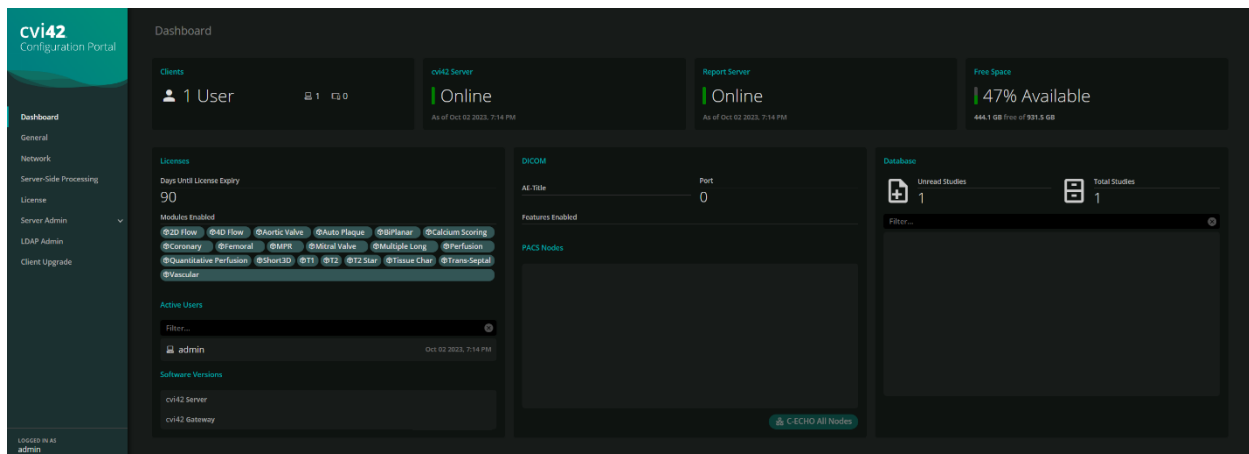 cvi42
Configuration Portal
Dashboard
General
Network
Server-Side Processing
License
Server Admin
LDAP Admin
Client Upgrade
LOGGED IN AS
admin
Dashboard
Clients
1 User
1 0
cvi42 Server
Online
As of Oct 02 2023, 7:14 PM
Report Server
Online
As of Oct 02 2023, 7:14 PM
Free Space
47% Available
444.1 GB free of 931.5 GB
Licenses
Days Until License Expiry
90
Modules Enabled
2D Flow 4D Flow Aortic Valve Auto Plaque BiPlanar Calcium Scoring
Coronary Femoral MPR Mitral Valve Multiple Long Perfusion
Quantitative Perfusion Short3D T1 T2 T2 Star Tissue Char Trans-Septal
Vascular
Active Users
Filter...
admin Oct 02 2023, 7:14 PM
Software Versions
cvi42 Server
cvi42 Gateway
DICOM
AE-Title
Port
0
Features Enabled
PACS Nodes
C-ECHO All Nodes
Database
Unread Studies
1
Total Studies
1
Filter...